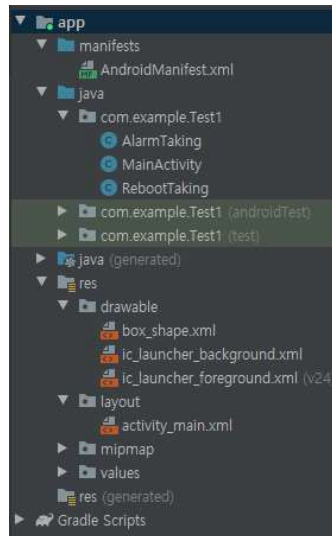 app
manifests
AndroidManifest.xml
java
com.example.Test1
AlarmTaking
MainActivity
RebootTaking
com.example.Test1 (androidTest)
com.example.Test1 (test)
java (generated)
res
drawable
box_shape.xml
ic_launcher_background.xml
ic_launcher_foreground.xml (v24
layout
activity_main.xml
mipmap
values
res (generated)
Gradle Scripts